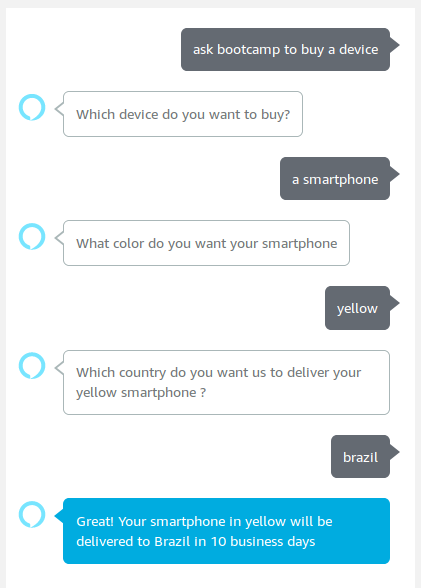 ask bootcamp to buy a device
Which device do you want to buy?
a smartphone
What color do you want your smartphone
yellow
Which country do you want us to deliver your
yellow smartphone ?
brazil
Great! Your smartphone in yellow will be
delivered to Brazil in 10 business days